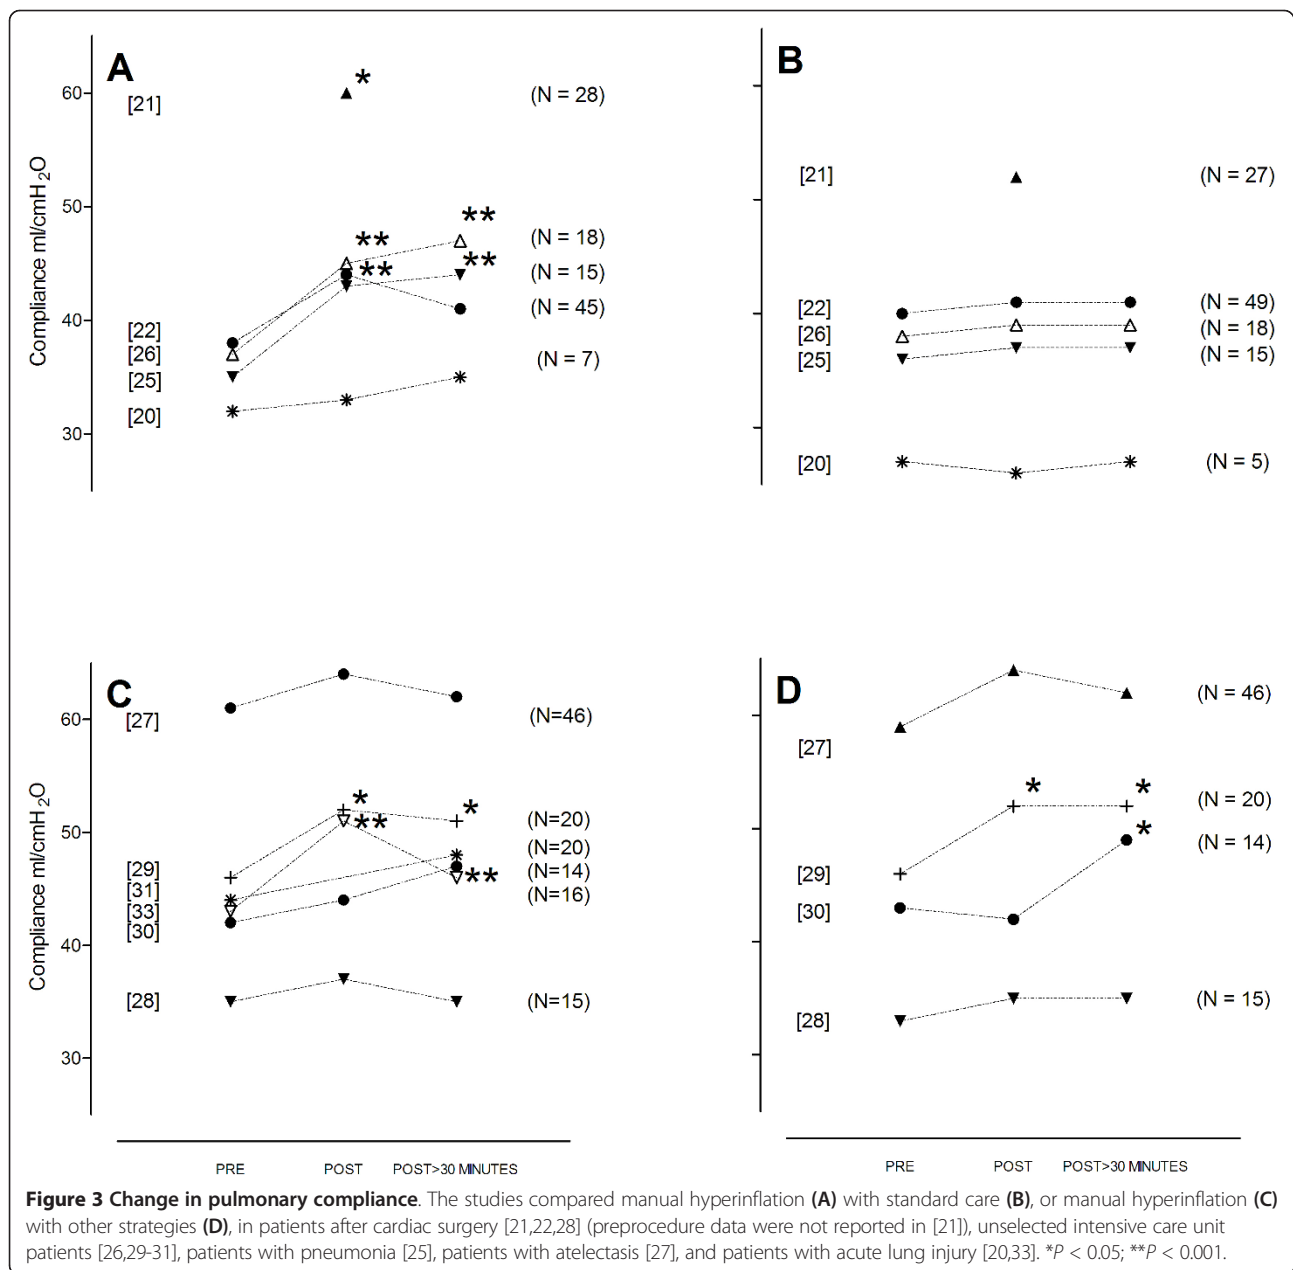 A
B
Compliance ml/cmH2O
60
50
40
30
[21]
*
(N = 28)
**
**
(N = 18)
**
**
(N = 15)
[22]
(N = 45)
[26]
[25]
(N = 7)
[20]
[21]
(N = 27)
[22]
(N = 49)
[26]
(N = 18)
[25]
(N = 15)
[20]
(N = 5)
C
D
Compliance ml/cmH2O
60
50
40
30
[27]
(N=46)
*
*
(N=20)
**
(N=20)
[29]
(N=14)
[31]
**
(N=16)
[33]
[30]
[28]
(N=15)
[27]
(N = 46)
*
*
(N = 20)
*
(N = 14)
[29]
[30]
[28]
(N = 15)
PRE POST POST>30 MINUTES
PRE POST POST>30 MINUTES
Figure 3 Change in pulmonary compliance. The studies compared manual hyperinflation (A) with standard care (B), or manual hyperinflation (C)
with other strategies (D), in patients after cardiac surgery [21,22,28] (preprocedure data were not reported in [21]), unselected intensive care unit
patients [26,29-31], patients with pneumonia [25], patients with atelectasis [27], and patients with acute lung injury [20,33]. *P < 0.05; **P < 0.001.